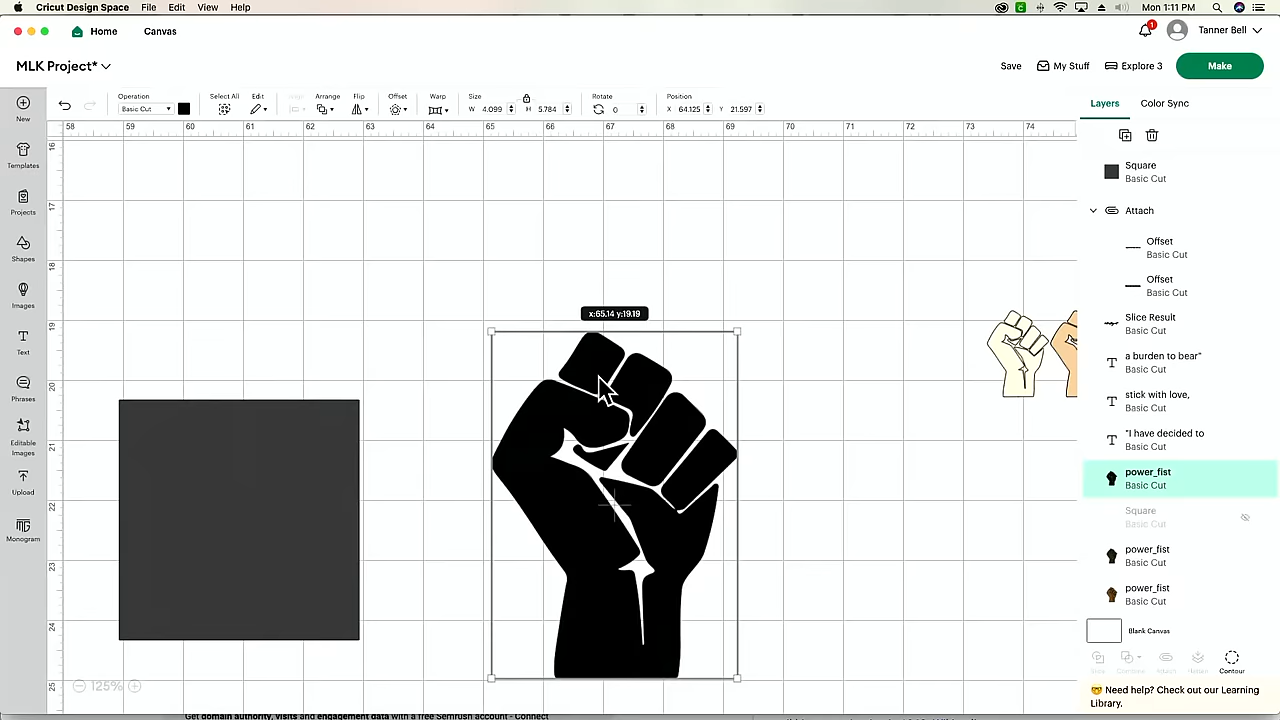 Cricut Design Space File Edit View Help Mon 1:11 PM
Home Canvas 1 Tanner Bell
MLK Project* Save My Stuff Explore 3 Make
Operation Select All Edit Arrange Flip Offset Warp Size Rotate Position
Basic Cut W 4.099 H 5.784 0 X 64.125 Y 21.597
Layers Color Sync
New
Templates
Projects
Shapes
Images
Text
Phrases
Editable
Images
Upload
Monogram
58 59 60 61 62 63 64 65 66 67 68 69 70 71 72 73 74
16
17
18
19
20
21
22
23
24
25
x:65.14 y:19.19
125%
Square
Basic Cut
Attach
Offset
Basic Cut
Offset
Basic Cut
Slice Result
Basic Cut
a burden to bear"
Basic Cut
stick with love,
Basic Cut
"I have decided to
Basic Cut
power_fist
Basic Cut
Square
Basic Cut
power_fist
Basic Cut
power_fist
Basic Cut
Blank Canvas
Slice Combine Attach Flatten Contour
Need help? Check out our Learning
Library.
Get domain authority, visits and engagement data with a free Semrush account - Connect